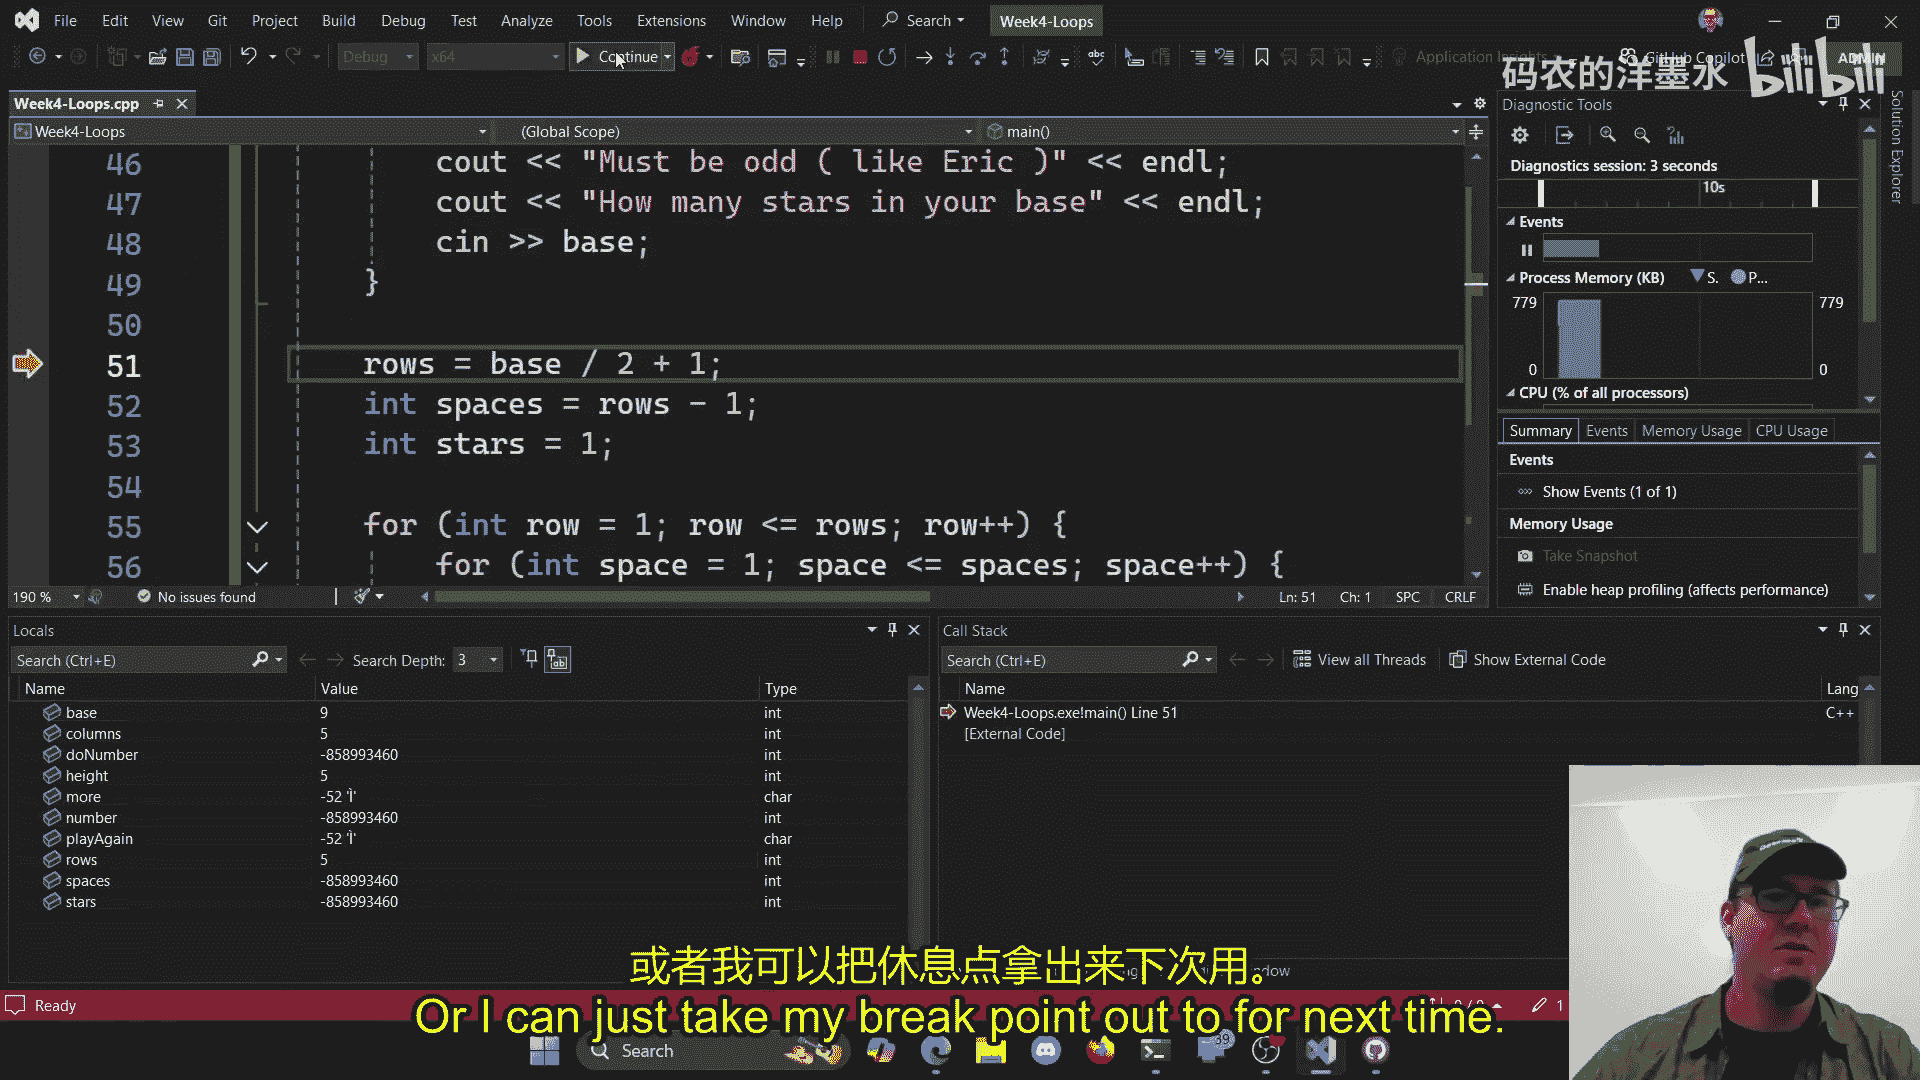 File Edit View Git Project Build Debug Test Analyze Tools Extensions Window Help Search Week4-Loops
Debug x64 Continue Application Insights GitHub Copilot ADMIN
码农的洋墨水 bilibili
Week4-Loops.cpp
Week4-Loops (Global Scope) main()
46 cout << "Must be odd ( like Eric )" << endl;
47 cout << "How many stars in your base" << endl;
48 cin >> base;
49 }
50
51 rows = base / 2 + 1;
52 int spaces = rows - 1;
53 int stars = 1;
54
55 for (int row = 1; row <= rows; row++) {
56 for (int space = 1; space <= spaces; space++) {
190 % No issues found Ln: 51 Ch: 1 SPC CRLF
Diagnostic Tools
Diagnostics session: 3 seconds
10s
Events
Process Memory (KB) S. P...
779 779
0 0
CPU (% of all processors)
Summary Events Memory Usage CPU Usage
Events
Show Events (1 of 1)
Memory Usage
Take Snapshot
Enable heap profiling (affects performance)
Solution Explorer
Locals
Search (Ctrl+E) Search Depth: 3
Name Value Type
base 9 int
columns 5 int
doNumber -858993460 int
height 5 int
more -52 'Ì' char
number -858993460 int
playAgain -52 'Ì' char
rows 5 int
spaces -858993460 int
stars -858993460 int
Call Stack
Search (Ctrl+E) View all Threads Show External Code
Name Lang
Week4-Loops.exe!main() Line 51 C++
[External Code]
或者我可以把休息点拿出来下次用。
Or I can just take my break point out to for next time.
Ready 1
Search 39